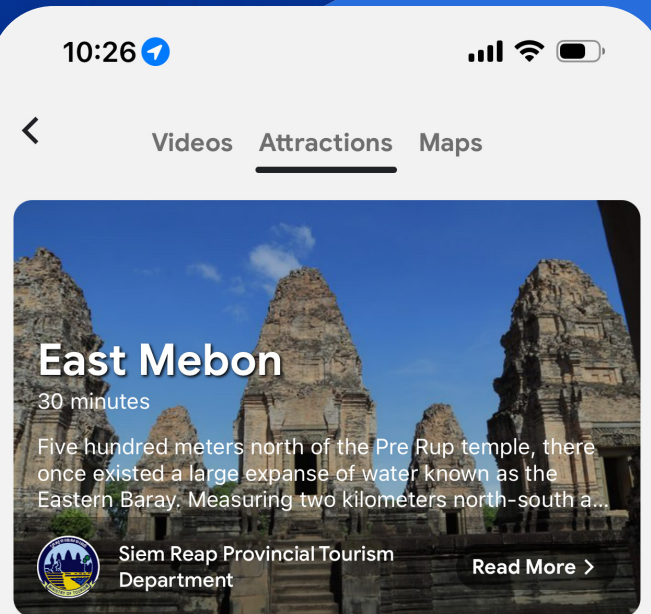 10:26
Videos Attractions Maps
East Mebon
30 minutes
Five hundred meters north of the Pre Rup temple, there
once existed a large expanse of water known as the
Eastern Baray. Measuring two kilometers north-south a...
Siem Reap Provincial Tourism
Department
Read More